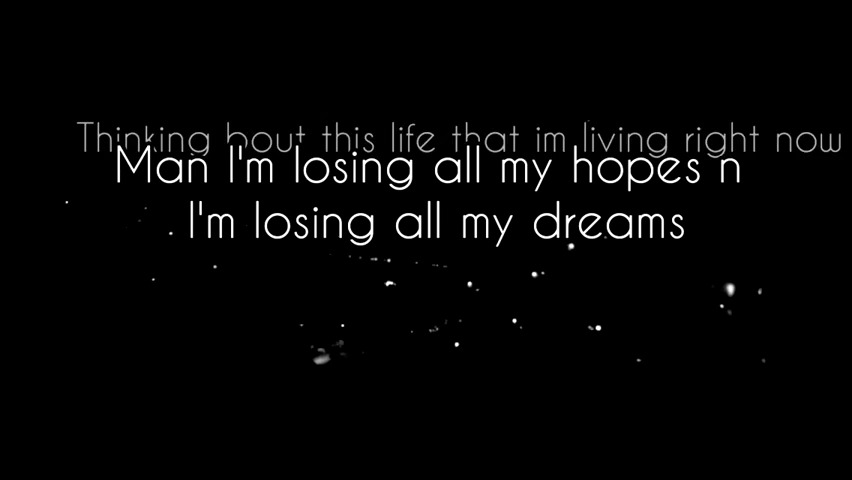 Thinking bout this life that im living right now
Man I'm losing all my hopes n
I'm losing all my dreams